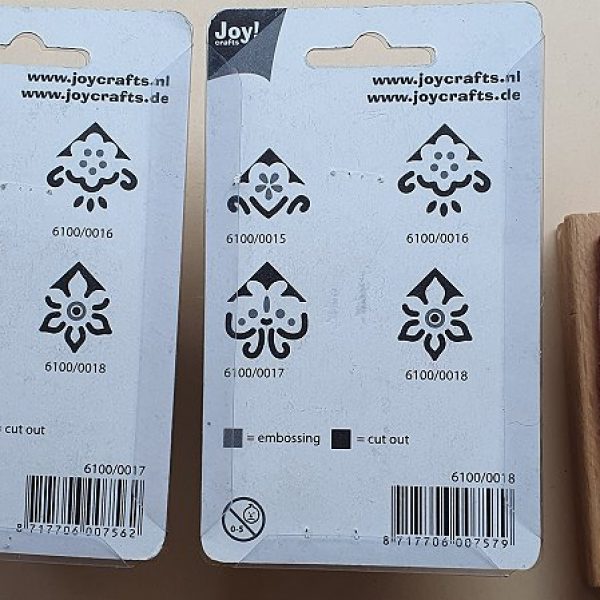 www.joycrafts.nl
www.joycrafts.de
6100/0016
6100/0018
= cut out
6100/0017
8 717706 007562
Joy!
crafts
www.joycrafts.nl
www.joycrafts.de
6100/0015 6100/0016
6100/0017 6100/0018
= embossing = cut out
6100/0018
0-3
8 717706 007579